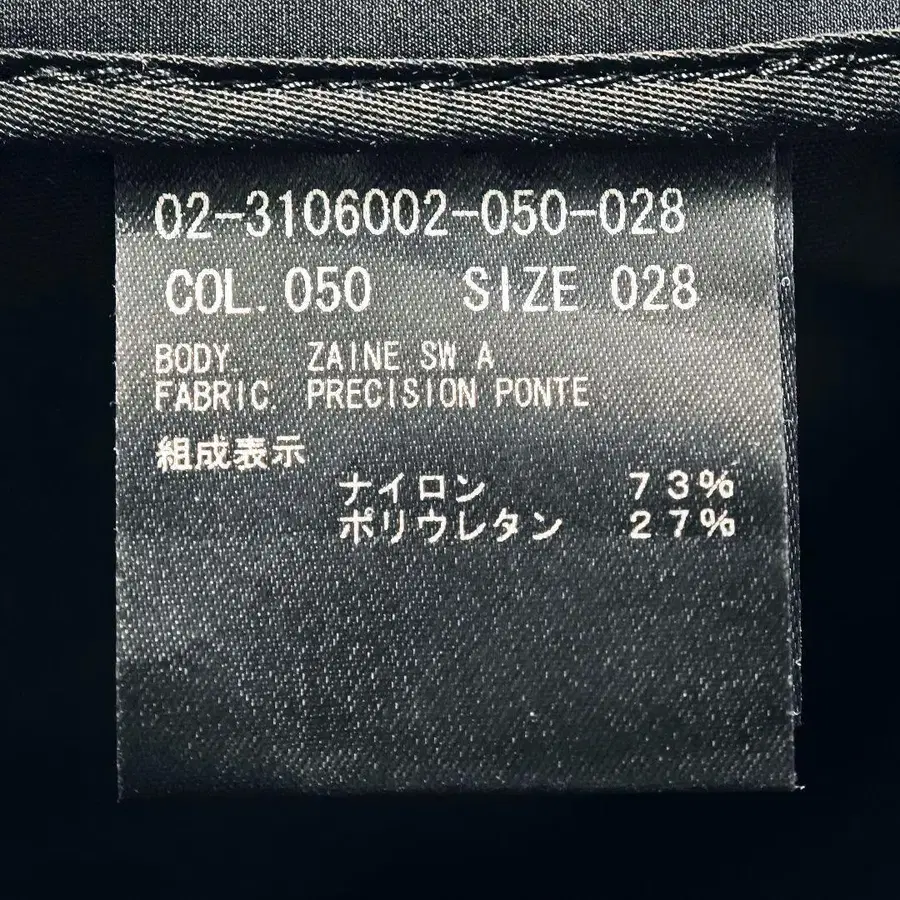 02-3106002-050-028
COL. 050 SIZE 028
BODY ZAINE SW A
FABRIC. PRECISION PONTE
組成表示
ナイロン 73%
ポリウレタン 27%